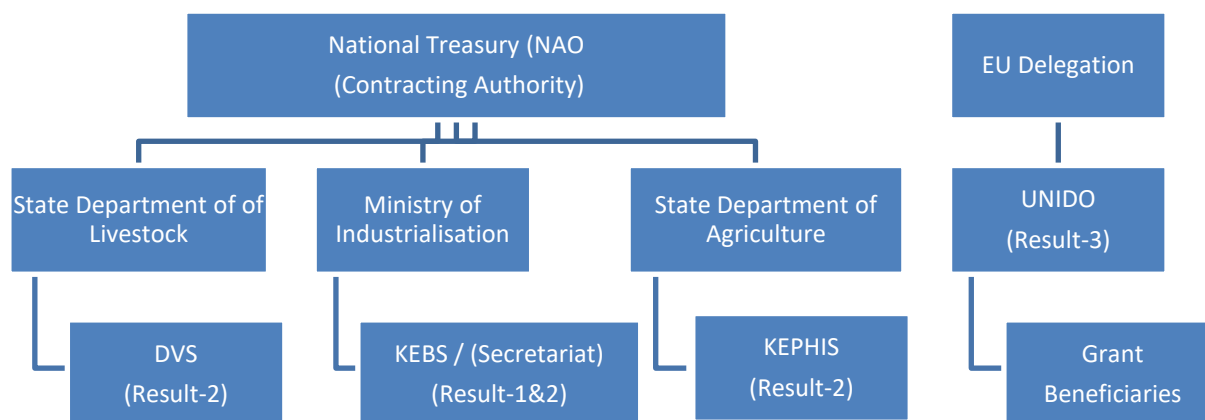 National Treasury (NAO
(Contracting Authority)
EU Delegation
State Department of of
Livestock
Ministry of
Industrialisation
State Department of
Agriculture
UNIDO
(Result-3)
DVS
(Result-2)
KEBS / (Secretariat)
(Result-1&2)
KEPHIS
(Result-2)
Grant
Beneficiaries